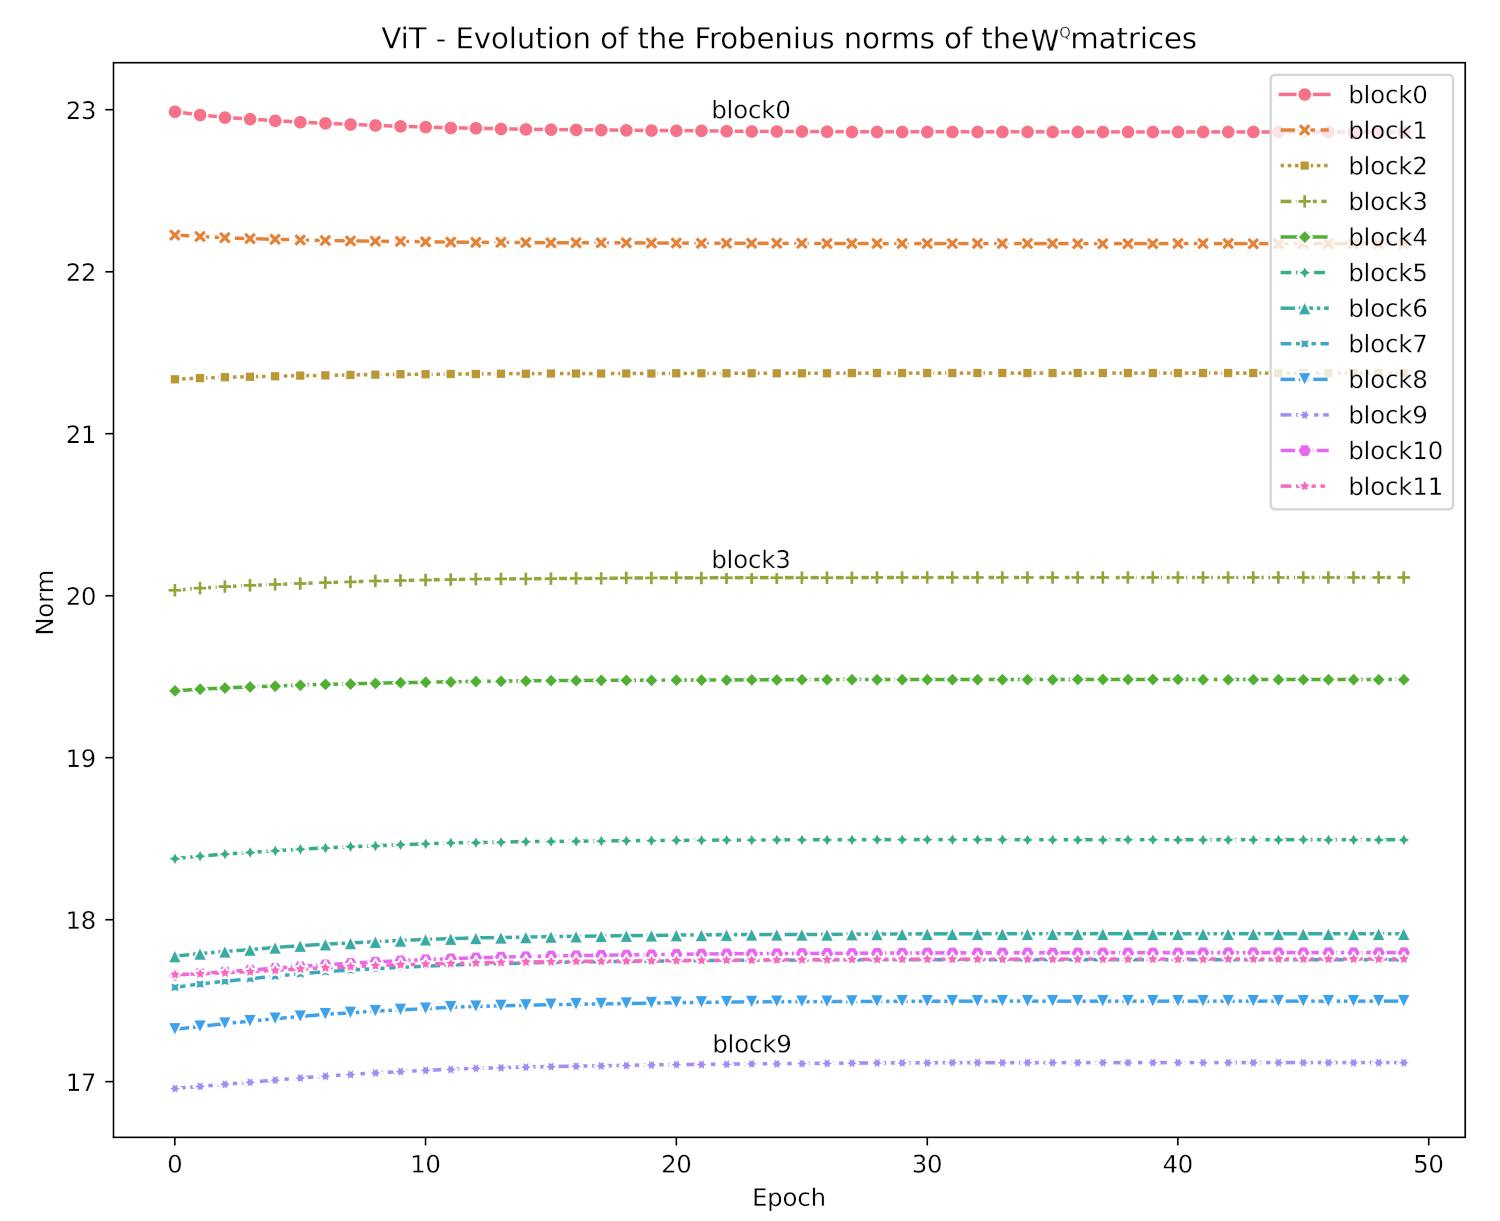 ViT - Evolution of the Frobenius norms of theW^Qmatrices
23
22
21
20
19
18
17
Norm
block0
block3
block9
block0
block1
block2
block3
block4
block5
block6
block7
block8
block9
block10
block11
0 10 20 30 40 50
Epoch